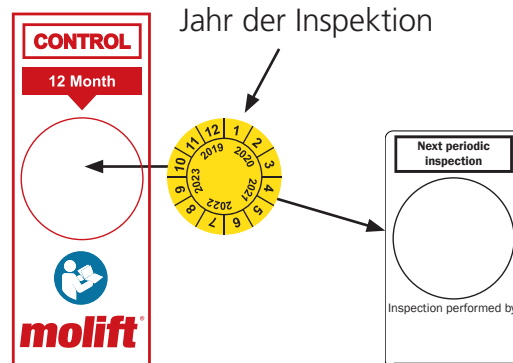 Jahr der Inspektion
CONTROL
12 Month
1 2 3 4 5 6 7 8 9 10 11 12
2019 2020 2021 2022 2023
molift®
Next periodic
inspection
Inspection performed by